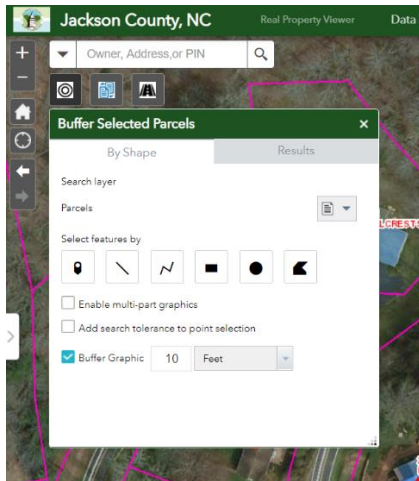 Jackson County, NC Real Property Viewer Data
Owner, Address,or PIN
Buffer Selected Parcels
By Shape Results
Search layer
Parcels
LCREST
Select features by
Enable multi-part graphics
Add search tolerance to point selection
Buffer Graphic 10 Feet